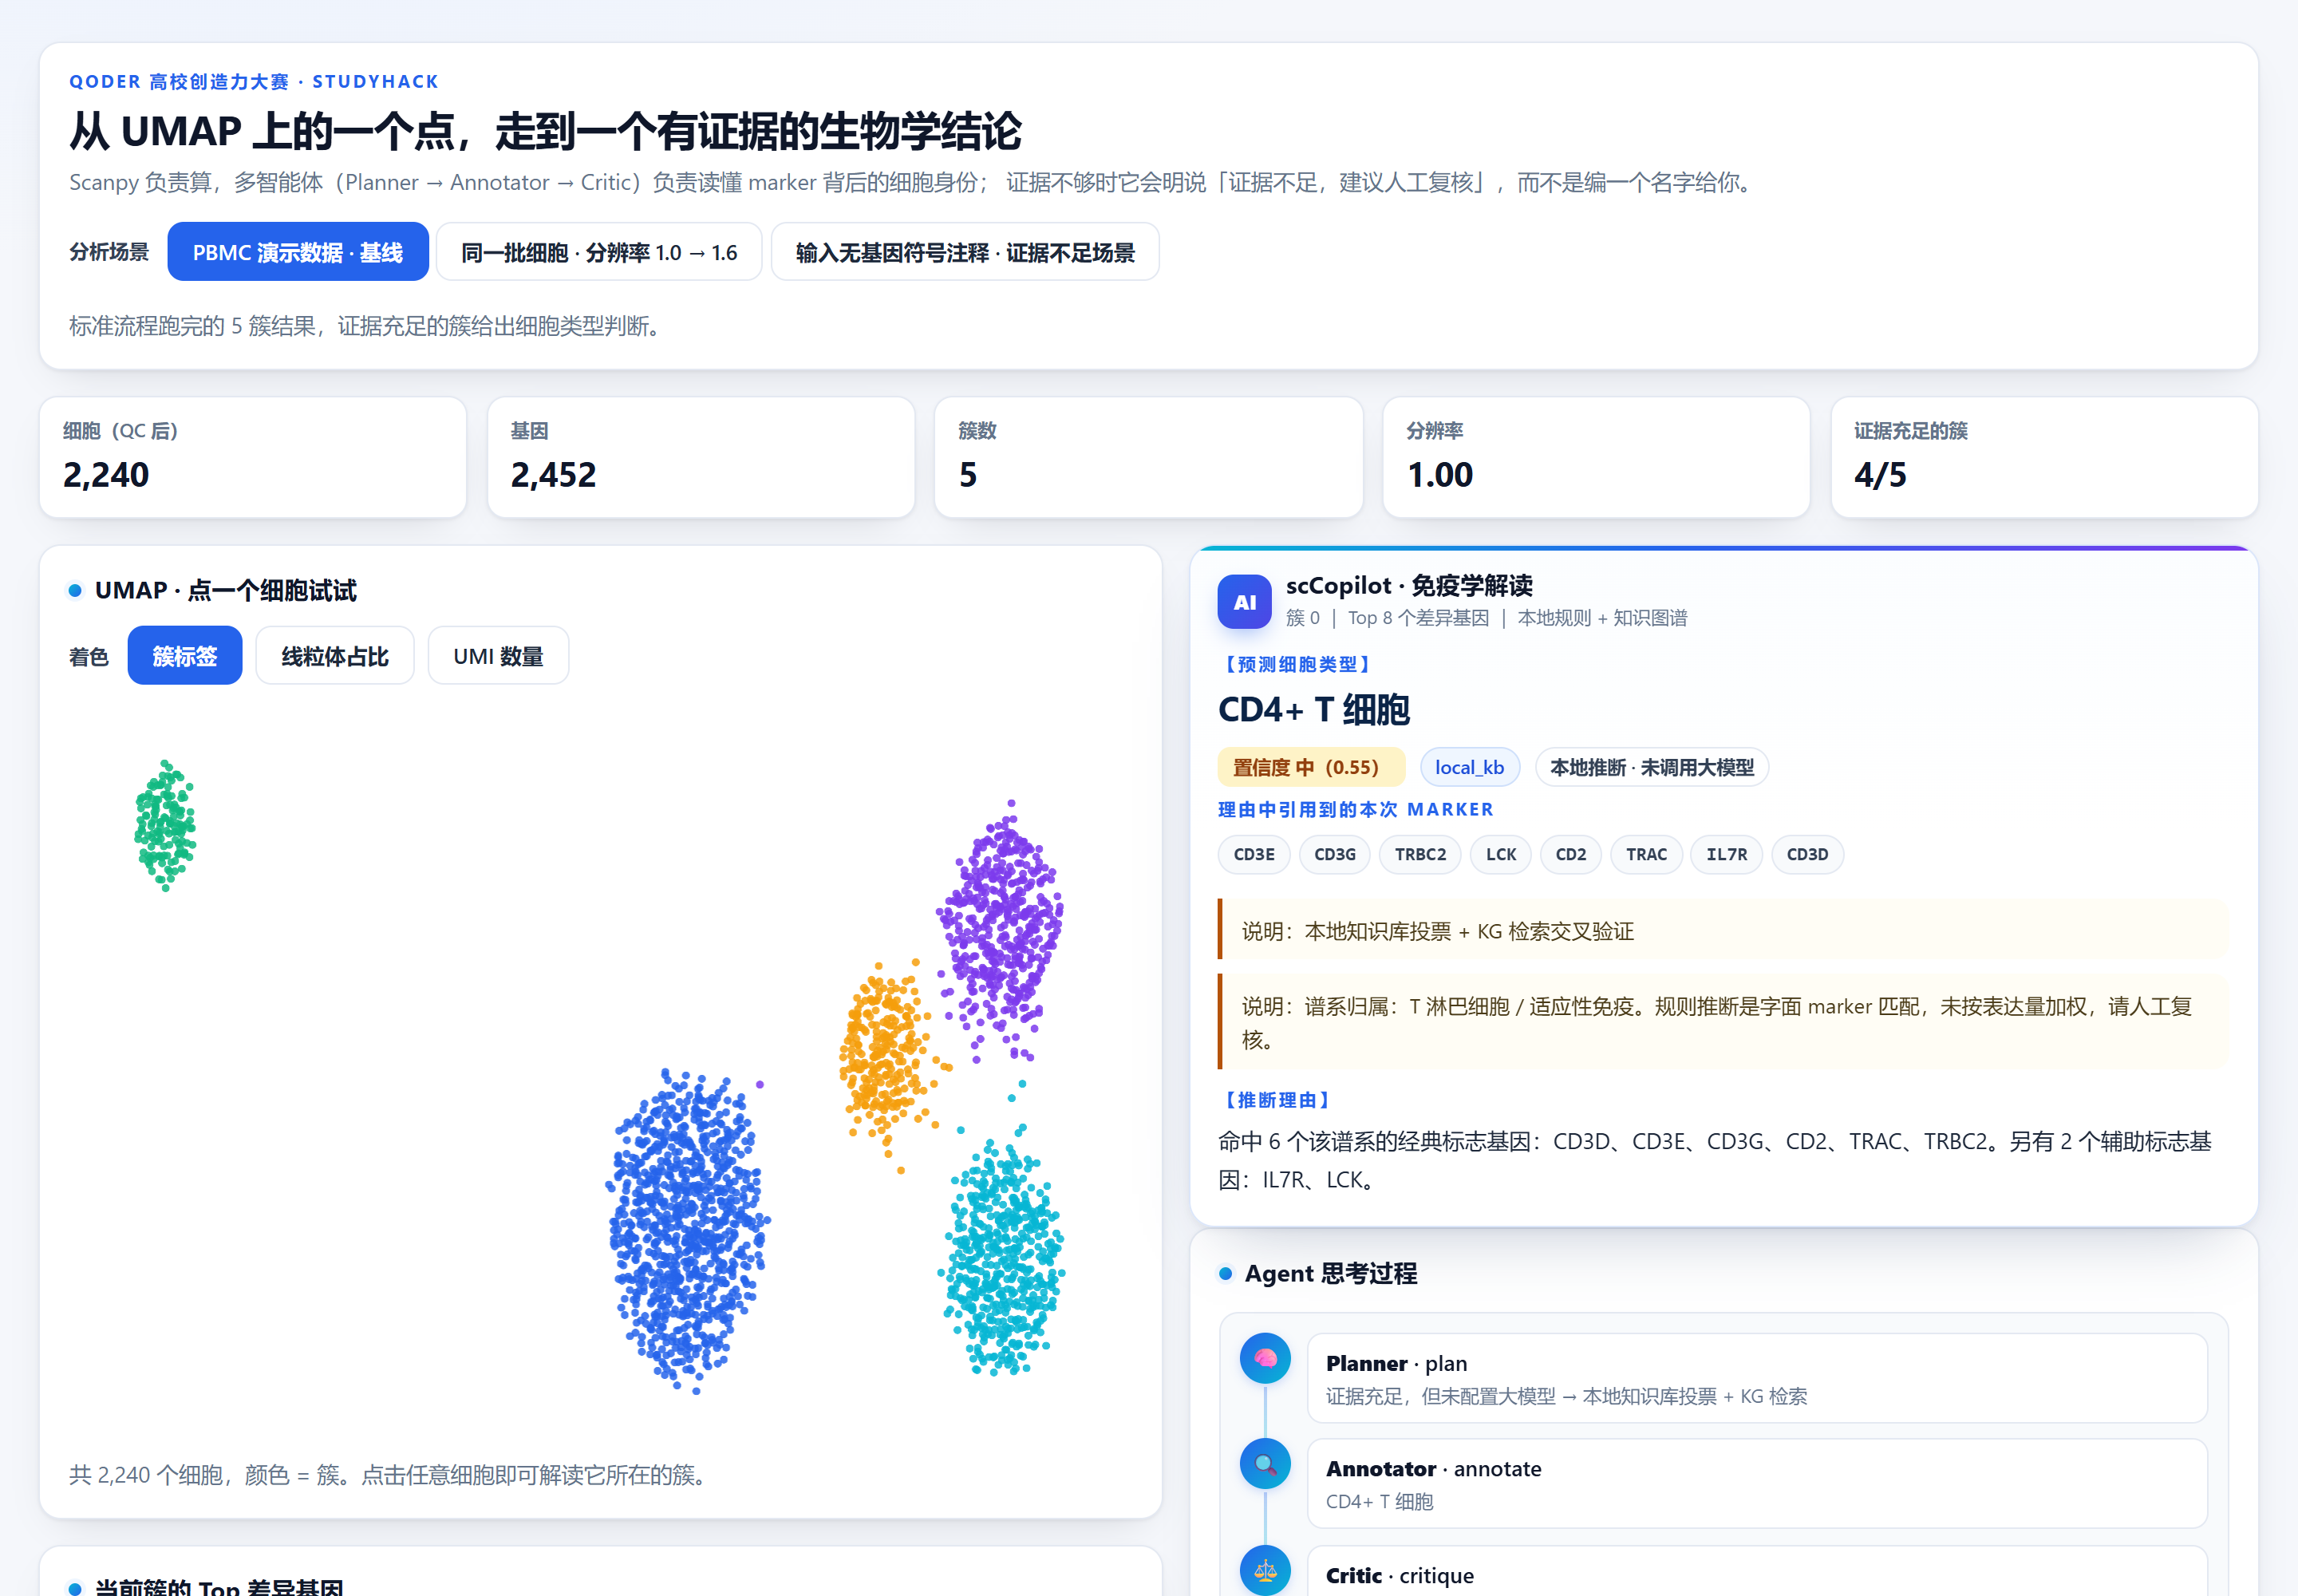 QODER 高校创造力大赛 · STUDYHACK
从 UMAP 上的一个点，走到一个有证据的生物学结论
Scanpy 负责算，多智能体（Planner → Annotator → Critic）负责读懂 marker 背后的细胞身份； 证据不够时它会明说「证据不足，建议人工复核」，而不是编一个名字给你。
分析场景 PBMC 演示数据 · 基线 同一批细胞 · 分辨率 1.0 → 1.6 输入无基因符号注释 · 证据不足场景
标准流程跑完的 5 簇结果，证据充足的簇给出细胞类型判断。
细胞（QC 后）
2,240
基因
2,452
簇数
5
分辨率
1.00
证据充足的簇
4/5
UMAP · 点一个细胞试试
着色 簇标签 线粒体占比 UMI 数量
共 2,240 个细胞，颜色 = 簇。点击任意细胞即可解读它所在的簇。
当前簇的 Top 差异基因
AI
scCopilot · 免疫学解读
簇 0 ｜ Top 8 个差异基因 ｜ 本地规则 + 知识图谱
【预测细胞类型】
CD4+ T 细胞
置信度 中（0.55） local_kb 本地推断 · 未调用大模型
理由中引用到的本次 MARKER
CD3E CD3G TRBC2 LCK CD2 TRAC IL7R CD3D
说明：本地知识库投票 + KG 检索交叉验证
说明：谱系归属：T 淋巴细胞 / 适应性免疫。规则推断是字面 marker 匹配，未按表达量加权，请人工复
核。
【推断理由】
命中 6 个该谱系的经典标志基因：CD3D、CD3E、CD3G、CD2、TRAC、TRBC2。另有 2 个辅助标志基
因：IL7R、LCK。
Agent 思考过程
Planner · plan
证据充足，但未配置大模型 → 本地知识库投票 + KG 检索
Annotator · annotate
CD4+ T 细胞
Critic · critique